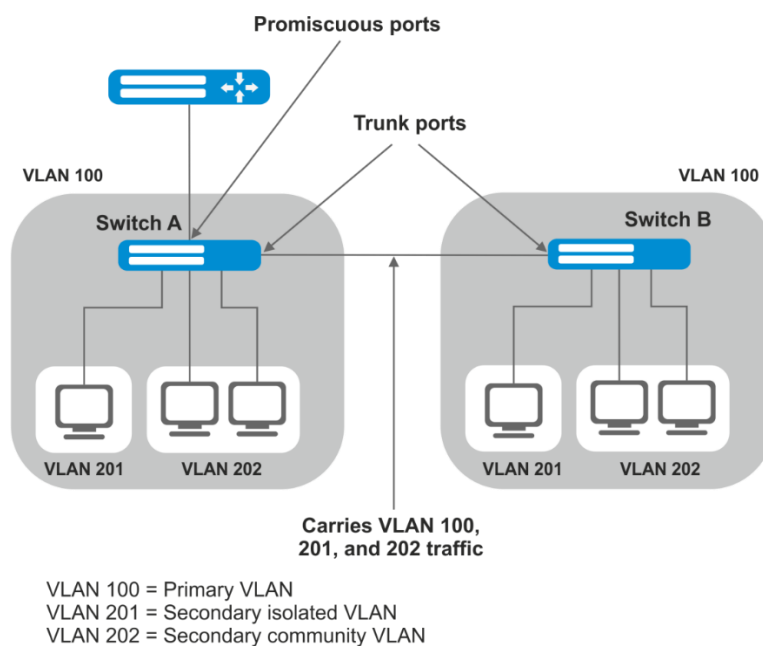 Promiscuous ports
Trunk ports
VLAN 100
VLAN 100
Switch A
Switch B
VLAN 201
VLAN 202
VLAN 201
VLAN 202
Carries VLAN 100,
201, and 202 traffic
VLAN 100 = Primary VLAN
VLAN 201 = Secondary isolated VLAN
VLAN 202 = Secondary community VLAN